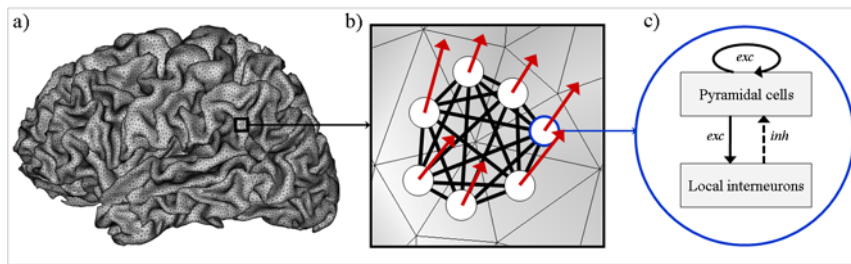 a)
b)
c)
exc
Pyramidal cells
exc
inh
Local interneurons